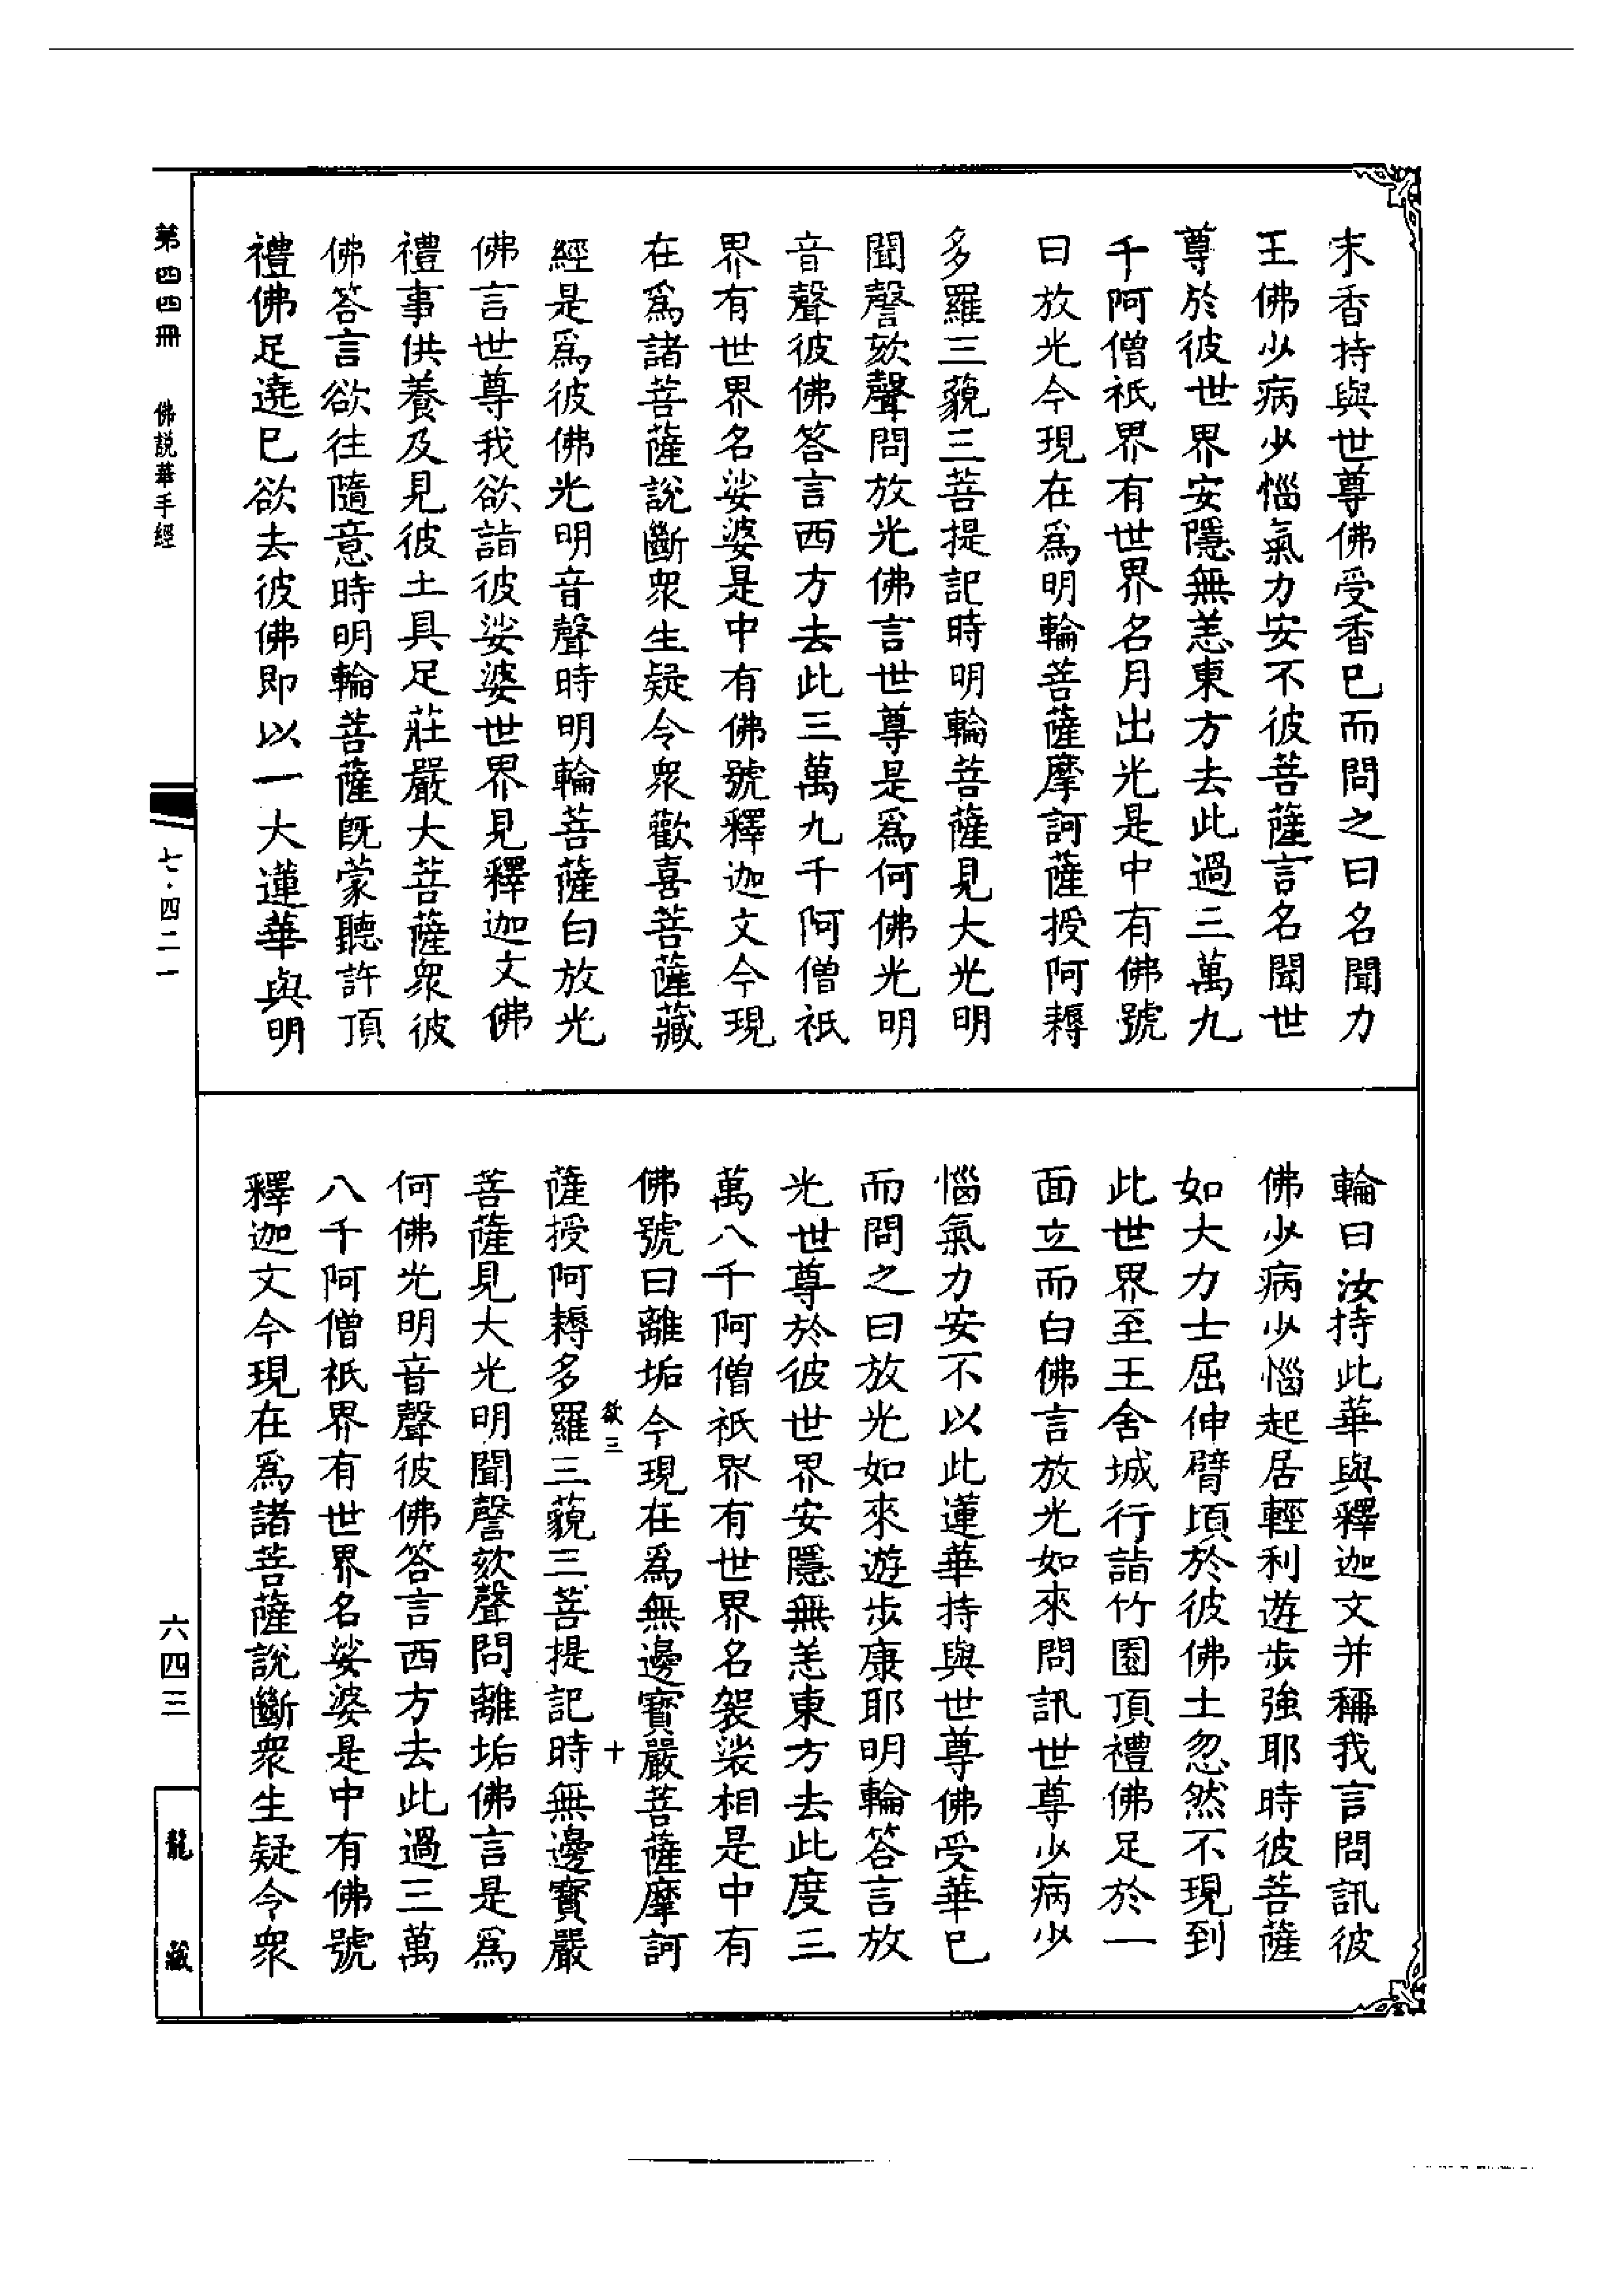 末香持與世尊佛受香已而問之曰名聞力
王佛少病少惱氣力安不彼菩薩言名聞世
尊於彼世界安隱無恙東方去此過三萬九
千阿僧祇界有世界名月出光是中有佛號
曰放光今現在爲明輪菩薩摩訶薩授阿耨
多羅三藐三菩提記時明輪菩薩見大光明
聞謦欬聲問放光佛言世尊是爲何佛光明
音聲彼佛答言西方去此三萬九千阿僧祇
界有世界名娑婆是中有佛號釋迦文今現
在爲諸菩薩說斷衆生疑令衆歡喜菩薩藏
經是爲彼佛光明音聲時明輪菩薩白放光
佛言世尊我欲詣彼娑婆世界見釋迦文佛
禮事供養及見彼土具足莊嚴大菩薩衆彼
佛答言欲往隨意時明輪菩薩旣蒙聽許頂
禮佛足遶已欲去彼佛即以一大蓮華與明
輪曰汝持此華與釋迦文并稱我言問訊彼
佛少病少惱起居輕利遊步強耶時彼菩薩
如大力士屈伸臂頃於彼佛土忽然不現到
此世界至王舍城行詣竹園頂禮佛足於一
面立而白佛言放光如來問訊世尊少病少
惱氣力安不以此蓮華持與世尊佛受華已
而問之曰放光如來遊步康耶明輪答言放
光世尊於彼世界安隱無恙東方去此度三
萬八千阿僧祇界有世界名袈裟相是中有
佛號曰離垢今現在爲無邊寶嚴菩薩摩訶
欲三 十
薩授阿耨多羅三藐三菩提記時無邊寶嚴
菩薩見大光明聞謦欬聲問離垢佛言是爲
何佛光明音聲彼佛答言西方去此過三萬
八千阿僧祇界有世界名娑婆是中有佛號
釋迦文今現在爲諸菩薩說斷衆生疑令衆
第四四冊 佛說華手經 七·四二一 六四三 龍藏